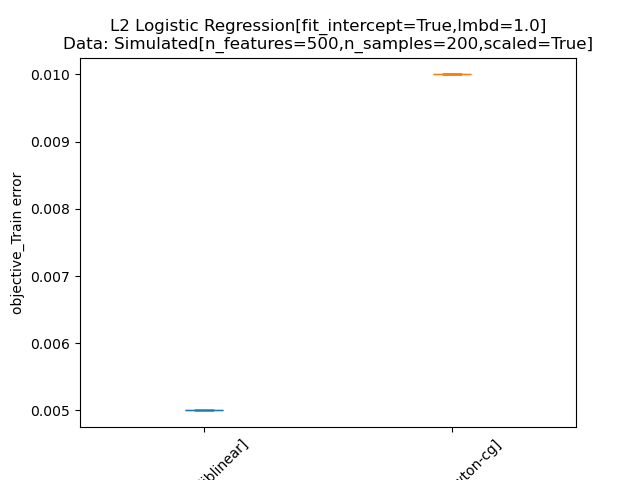 L2 Logistic Regression[fit_intercept=True,lmbd=1.0]
Data: Simulated[n_features=500,n_samples=200,scaled=True]
objective_Train error
0.010
0.009
0.008
0.007
0.006
0.005
iblinear]
ton-cg]